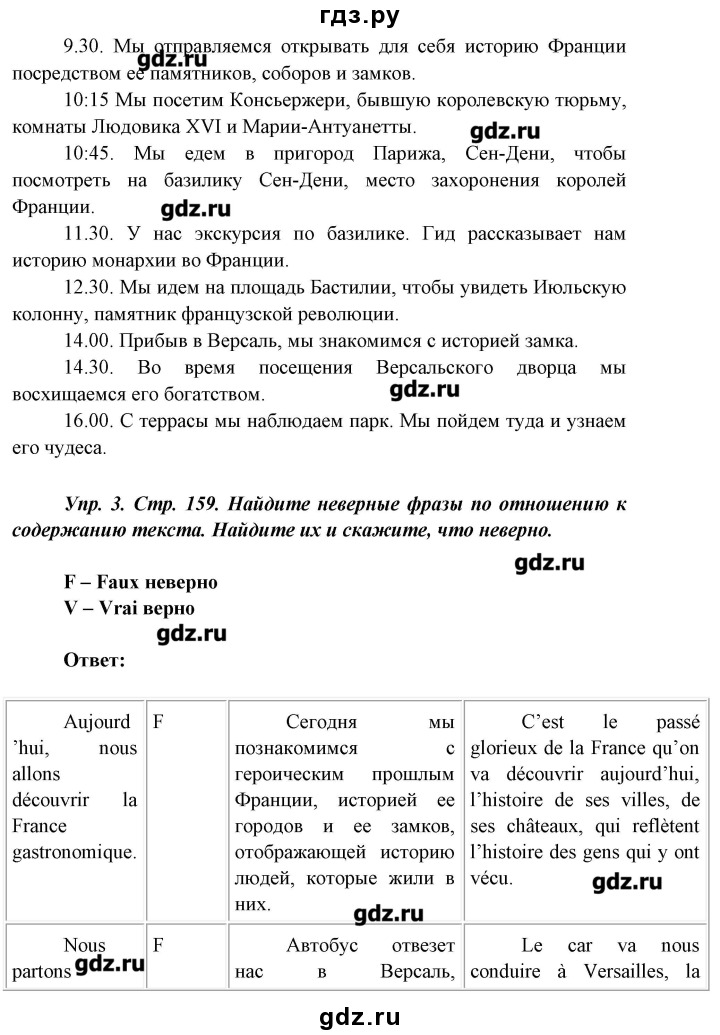 гдз.ру
9.30. Мы отправляемся открывать для себя историю Франции
посредством ее памятников, соборов и замков.
gdz.ru
10:15 Мы посетим Консьержери, бывшую королевскую тюрьму,
комнаты Людовика XVI и Марии-Антуанетты.
gdz.ru
10:45. Мы едем в пригород Парижа, Сен-Дени, чтобы
посмотреть на базилику Сен-Дени, место захоронения королей
Франции.
gdz.ru
11.30. У нас экскурсия по базилике. Гид рассказывает нам
историю монархии во Франции.
12.30. Мы идем на площадь Бастилии, чтобы увидеть Июльскую
колонну, памятник французской революции.
14.00. Прибыв в Версаль, мы знакомимся с историей замка.
14.30. Во время посещения Версальского дворца мы
восхищаемся его богатством.
gdz.ru
16.00. С террасы мы наблюдаем парк. Мы пойдем туда и узнаем
его чудеса.
Упр. 3. Стр. 159. Найдите неверные фразы по отношению к
содержанию текста. Найдите их и скажите, что неверно.
gdz.ru
F – Faux неверно
V – Vrai верно
gdz.ru
Ответ:
Aujourd
’hui, nous
allons
découvrir la
France
gastronomique.
F
Сегодня мы
познакомимся с
героическим прошлым
Франции, историей ее
городов и ее замков,
отображающей историю
людей, которые жили в
них.
gdz.ru
C’est le passé
glorieux de la France qu’on
va découvrir aujourd’hui,
l’histoire de ses villes, de
ses châteaux, qui reflètent
l’histoire des gens qui y ont
vécu.
gdz.ru
Nous
partons
gdz.ru
F
Автобус отвезет
нас в Версаль,
Le car va nous
conduire à Versailles, la
gdz.ru